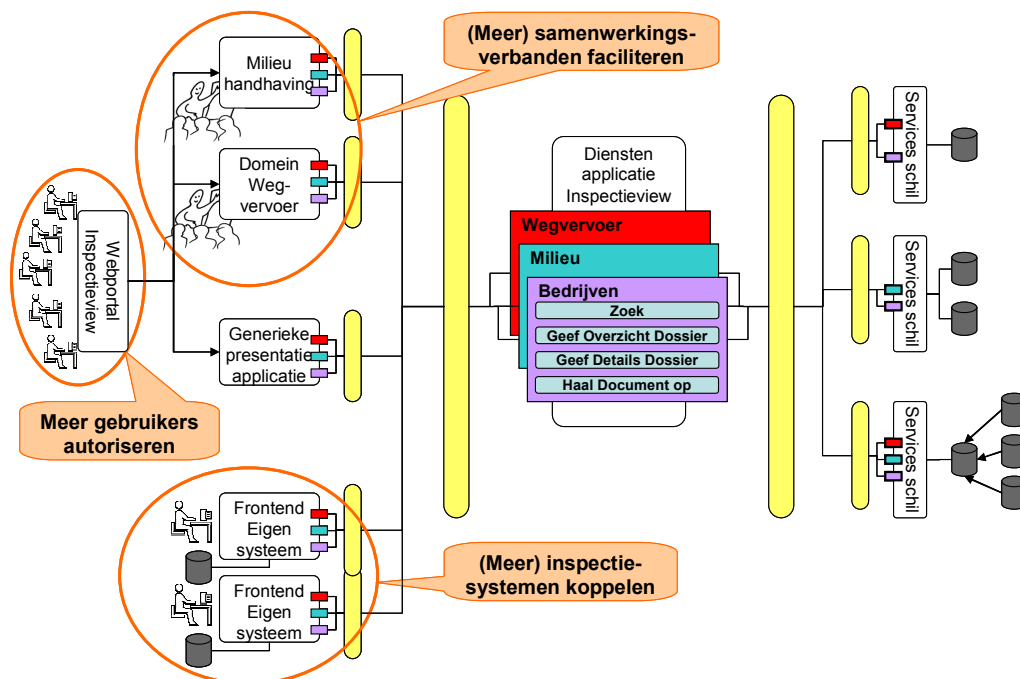 (Meer) samenwerkings-
verbanden faciliteren
Milieu
handhaving
Domein
Weg-
vervoer
Webportal
Inspectieview
Generieke
presentatie
applicatie
Meer gebruikers
autoriseren
Frontend
Eigen
systeem
Frontend
Eigen
systeem
(Meer) inspectie-
systemen koppelen
Diensten
applicatie
Inspectieview
Wegvervoer
Milieu
Bedrijven
Zoek
Geef Overzicht Dossier
Geef Details Dossier
Haal Document op
Services schil
Services schil
Services schil